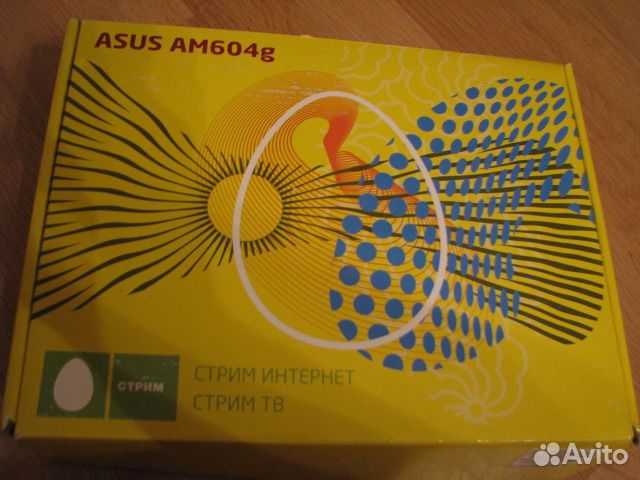 ASUS AM604g
СТРИМ
СТРИМ ИНТЕРНЕТ
СТРИМ ТВ
Avito